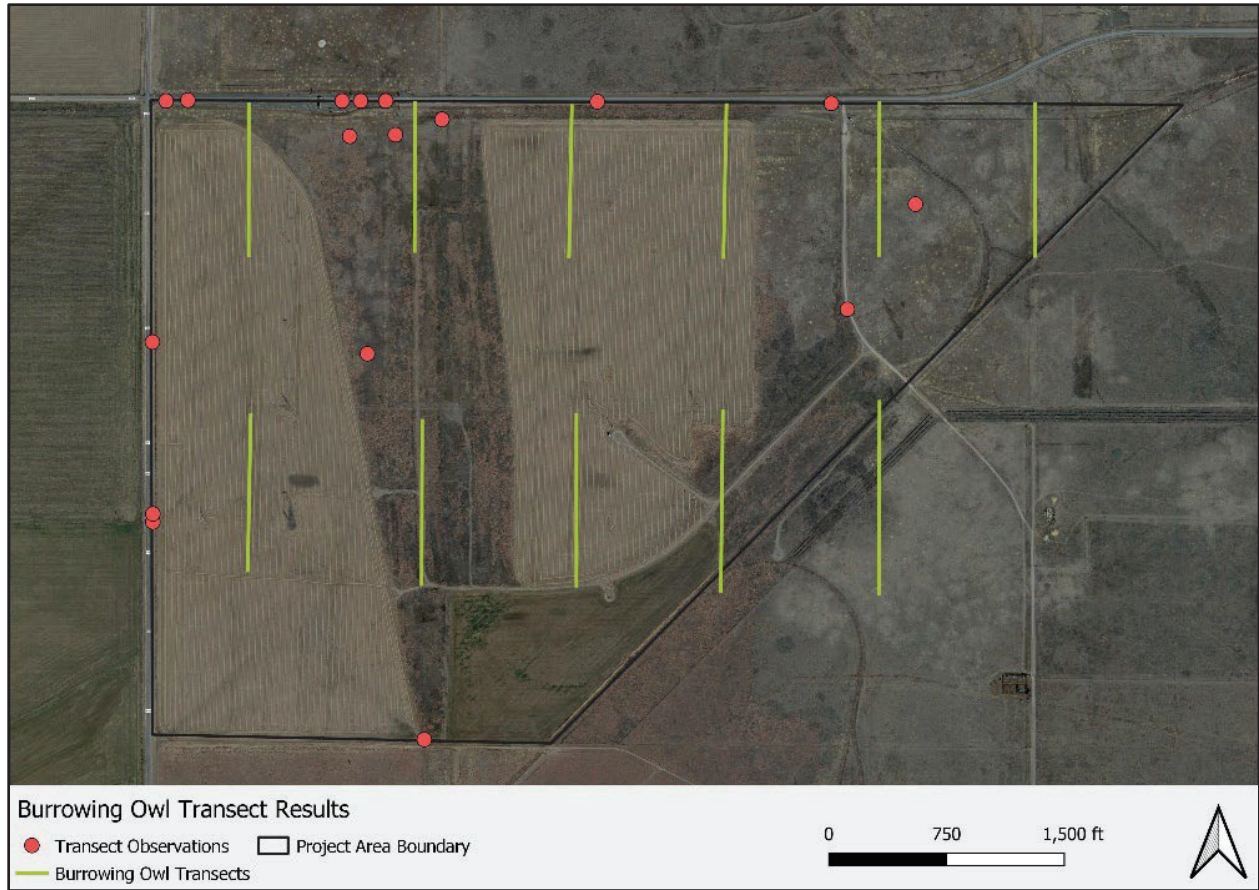 Burrowing Owl Transect Results
Transect Observations
Project Area Boundary
Burrowing Owl Transects
0 750 1,500 ft